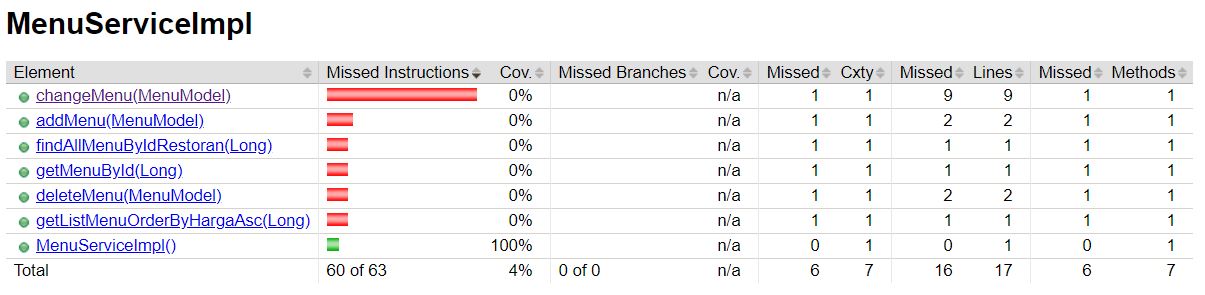 MenuServiceImpl
Element Missed Instructions Cov. Missed Branches Cov. Missed Cxty Missed Lines Missed Methods
changeMenu(MenuModel) 0% n/a 1 1 9 9 1 1
addMenu(MenuModel) 0% n/a 1 1 2 2 1 1
findAllMenuByIdRestoran(Long) 0% n/a 1 1 1 1 1 1
getMenuById(Long) 0% n/a 1 1 1 1 1 1
deleteMenu(MenuModel) 0% n/a 1 1 2 2 1 1
getListMenuOrderByHargaAsc(Long) 0% n/a 1 1 1 1 1 1
MenuServiceImpl() 100% n/a 0 1 0 1 0 1
Total 60 of 63 4% 0 of 0 n/a 6 7 16 17 6 7